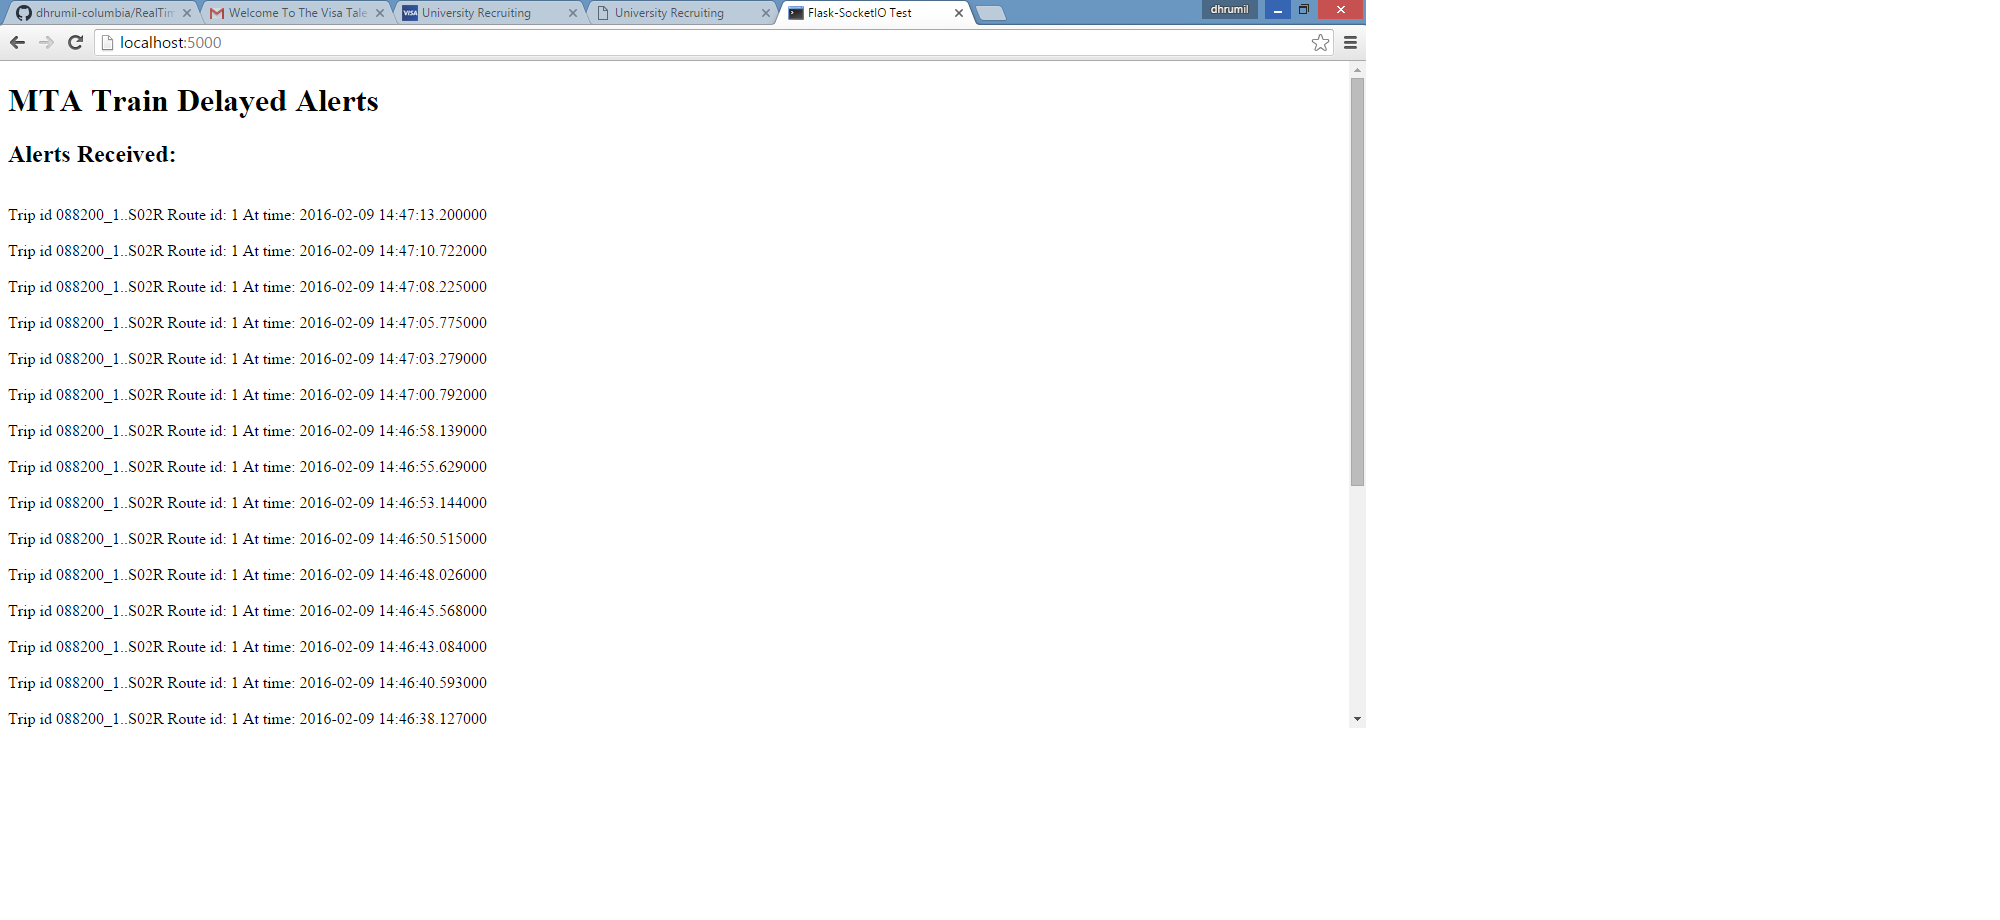 dhrumil-columbia/RealTim
Welcome To The Visa Tale
VISA University Recruiting
University Recruiting
Flask-SocketIO Test
dhrumil
localhost:5000
MTA Train Delayed Alerts
Alerts Received:
Trip id 088200_1..S02R Route id: 1 At time: 2016-02-09 14:47:13.200000
Trip id 088200_1..S02R Route id: 1 At time: 2016-02-09 14:47:10.722000
Trip id 088200_1..S02R Route id: 1 At time: 2016-02-09 14:47:08.225000
Trip id 088200_1..S02R Route id: 1 At time: 2016-02-09 14:47:05.775000
Trip id 088200_1..S02R Route id: 1 At time: 2016-02-09 14:47:03.279000
Trip id 088200_1..S02R Route id: 1 At time: 2016-02-09 14:47:00.792000
Trip id 088200_1..S02R Route id: 1 At time: 2016-02-09 14:46:58.139000
Trip id 088200_1..S02R Route id: 1 At time: 2016-02-09 14:46:55.629000
Trip id 088200_1..S02R Route id: 1 At time: 2016-02-09 14:46:53.144000
Trip id 088200_1..S02R Route id: 1 At time: 2016-02-09 14:46:50.515000
Trip id 088200_1..S02R Route id: 1 At time: 2016-02-09 14:46:48.026000
Trip id 088200_1..S02R Route id: 1 At time: 2016-02-09 14:46:45.568000
Trip id 088200_1..S02R Route id: 1 At time: 2016-02-09 14:46:43.084000
Trip id 088200_1..S02R Route id: 1 At time: 2016-02-09 14:46:40.593000
Trip id 088200_1..S02R Route id: 1 At time: 2016-02-09 14:46:38.127000